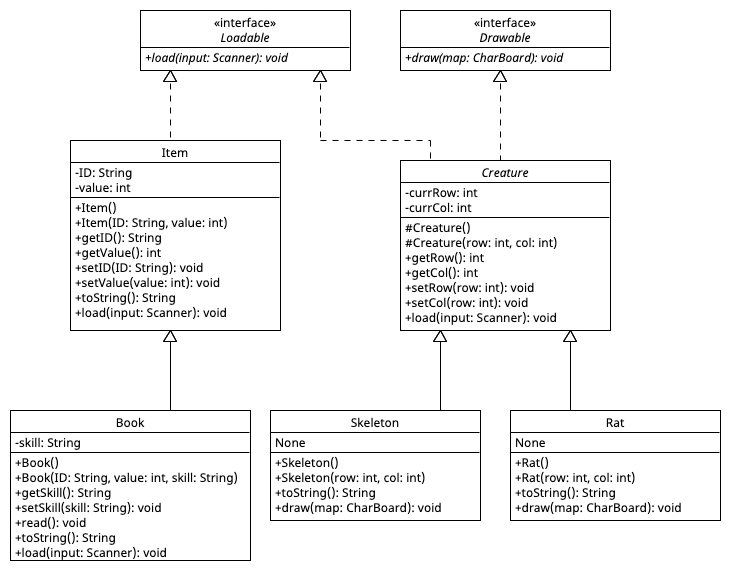 «interface»
Loadable
+load(input: Scanner): void
«interface»
Drawable
+draw(map: CharBoard): void
Item
-ID: String
-value: int
+Item()
+Item(ID: String, value: int)
+getID(): String
+getValue(): int
+setID(ID: String): void
+setValue(value: int): void
+toString(): String
+load(input: Scanner): void
Creature
-currRow: int
-currCol: int
#Creature()
#Creature(row: int, col: int)
+getRow(): int
+getCol(): int
+setRow(row: int): void
+setCol(row: int): void
+load(input: Scanner): void
Book
-skill: String
+Book()
+Book(ID: String, value: int, skill: String)
+getSkill(): String
+setSkill(skill: String): void
+read(): void
+toString(): String
+load(input: Scanner): void
Skeleton
None
+Skeleton()
+Skeleton(row: int, col: int)
+toString(): String
+draw(map: CharBoard): void
Rat
None
+Rat()
+Rat(row: int, col: int)
+toString(): String
+draw(map: CharBoard): void